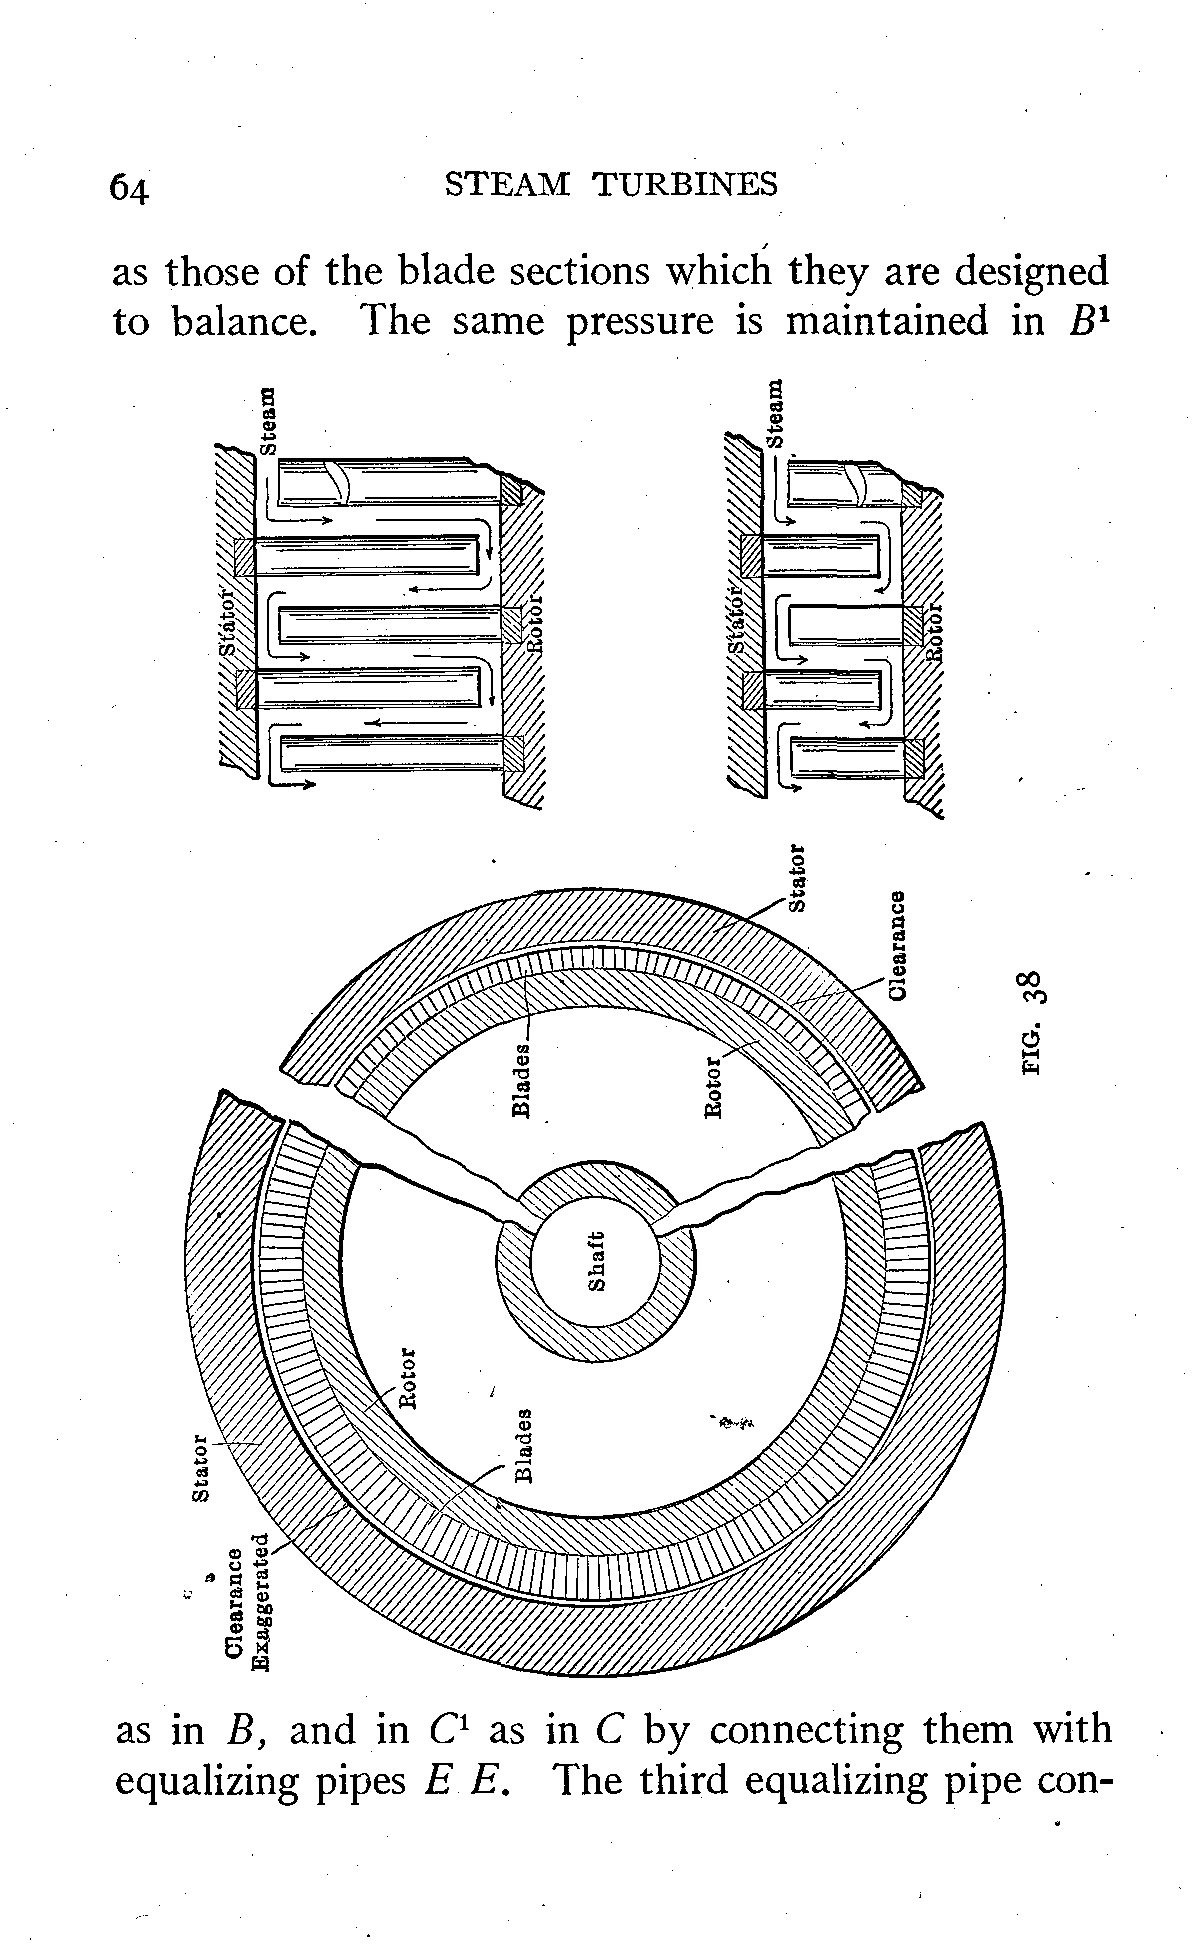 64 STEAM TURBINES
as those of the blade sections which they are designed
to balance. The same pressure is maintained in B¹
Steam
Stator
Rotor
Steam
Stator
Rotor
Stator
Clearance
Blades
Rotor
Shaft
Rotor
Blades
Stator
Clearance
Exaggerated
FIG. 38
as in B, and in C¹ as in C by connecting them with
equalizing pipes E E. The third equalizing pipe con-